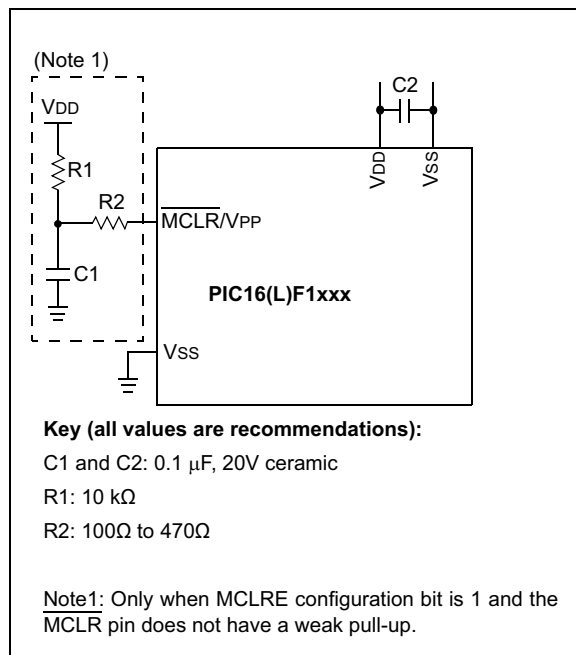 (Note 1)
VDD
R1
R2
C1
C2
VDD
VSS
MCLR/VPP
PIC16(L)F1xxx
VSS
Key (all values are recommendations):
C1 and C2: 0.1 μF, 20V ceramic
R1: 10 kΩ
R2: 100Ω to 470Ω
Note1: Only when MCLRE configuration bit is 1 and the
MCLR pin does not have a weak pull-up.